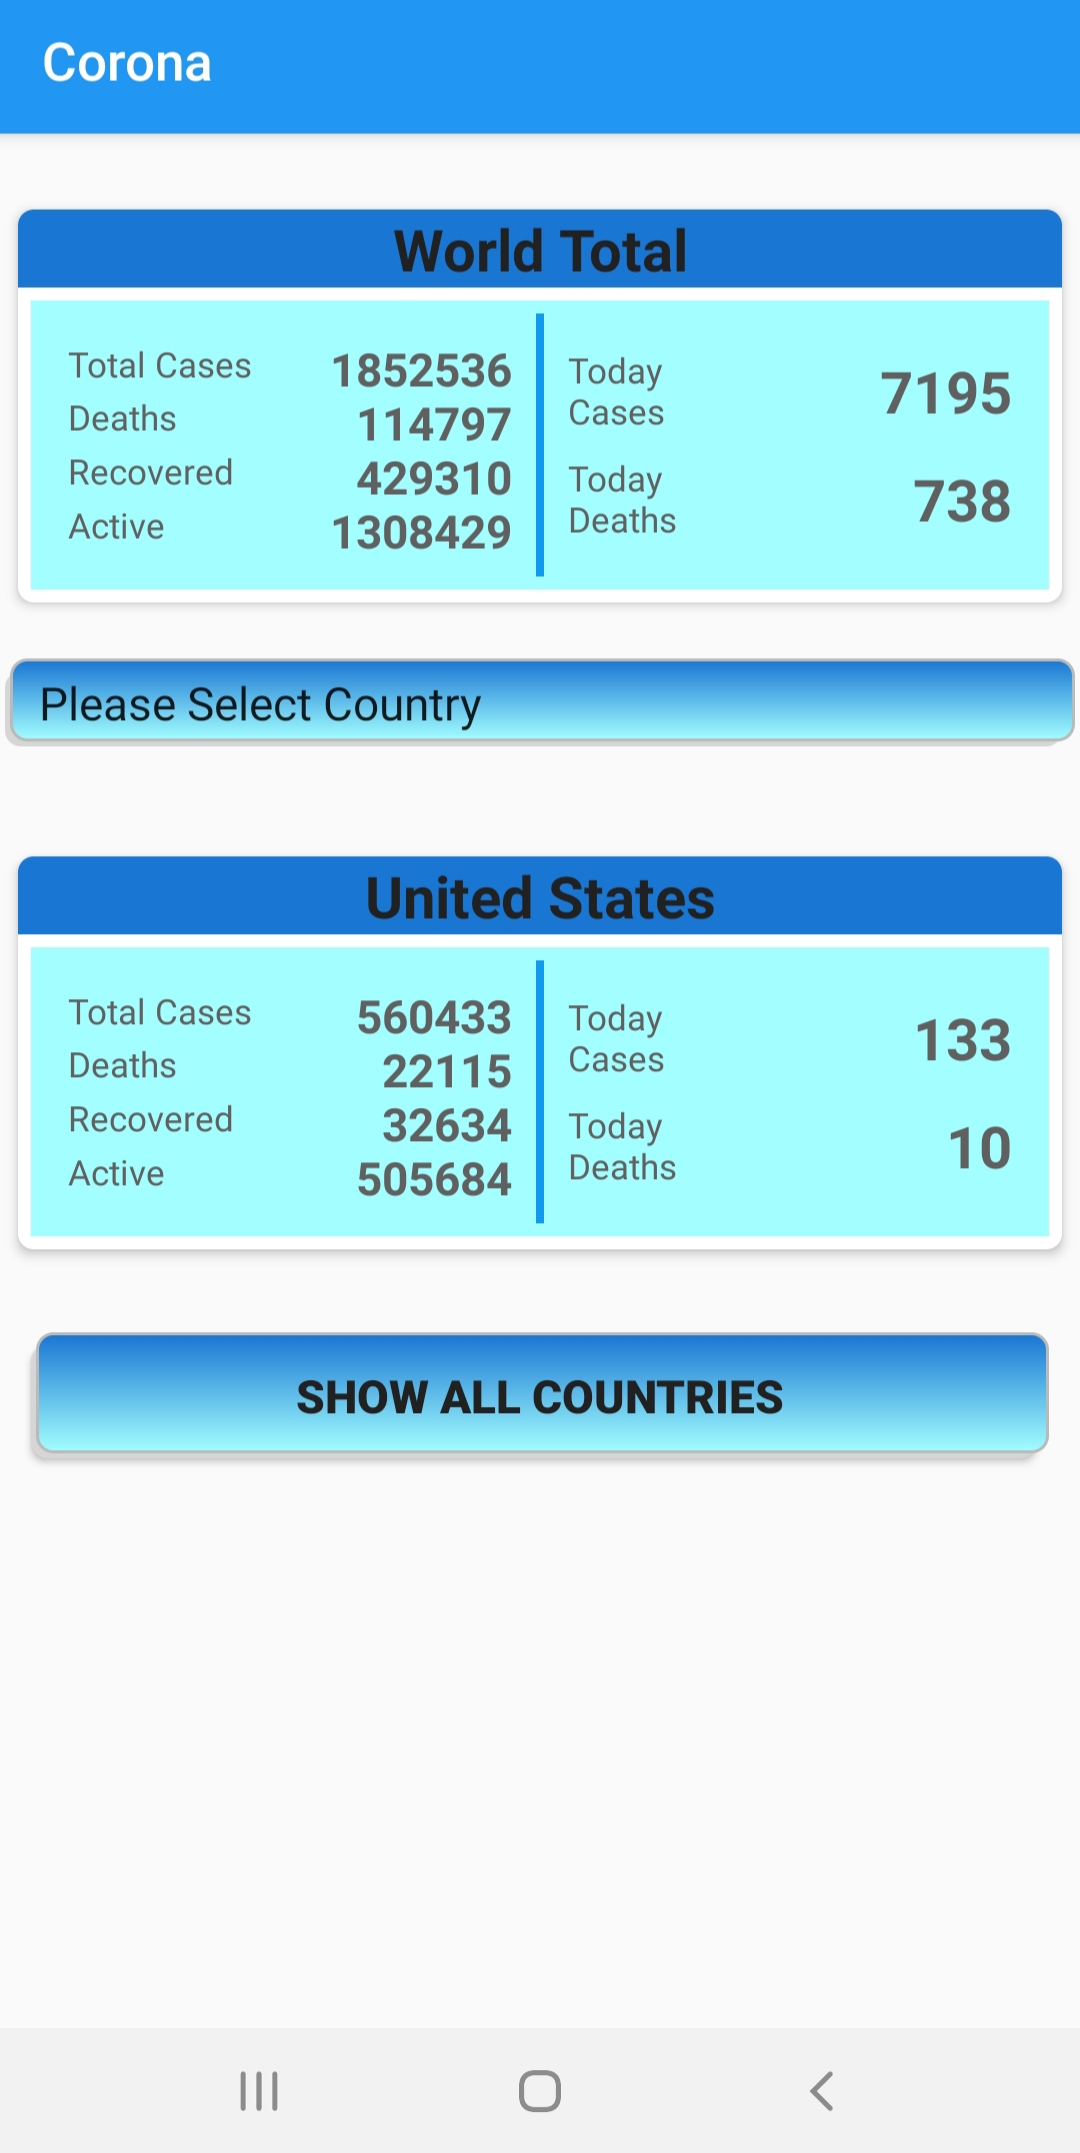 Corona
World Total
Total Cases 1852536
Deaths 114797
Recovered 429310
Active 1308429
Today
Cases 7195
Today
Deaths 738
Please Select Country
United States
Total Cases 560433
Deaths 22115
Recovered 32634
Active 505684
Today
Cases 133
Today
Deaths 10
SHOW ALL COUNTRIES